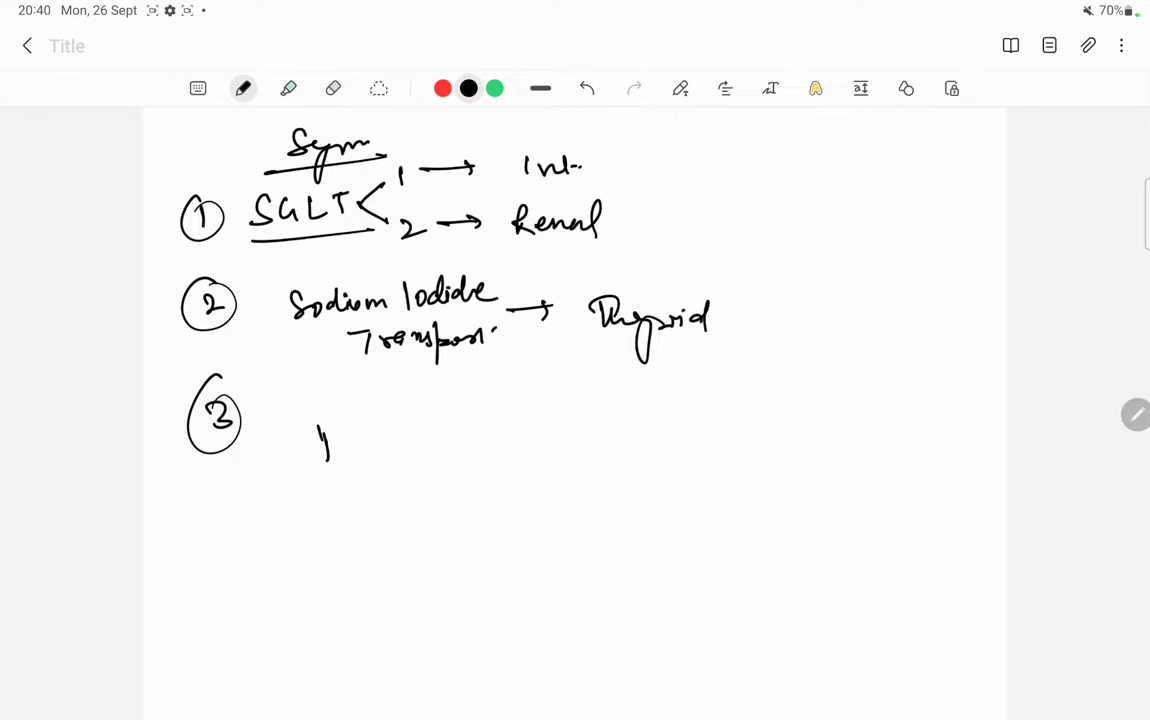 20:40 Mon, 26 Sept
70%
Title
Sym
1 → Int.
① SGLT <
2 → Renal
② Sodium Iodide → Thyroid
Transport.
③